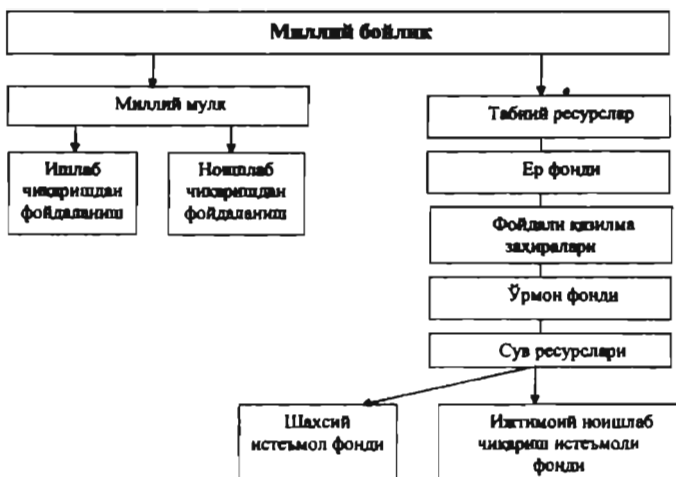 Миллий бойлик
Миллий мулк
Табиий ресурслар
Ишлаб
чиқаришдан
фойдаланиш
Ноишлаб
чиқаришдан
фойдаланиш
Ер фонди
Фойдали қазилма
заҳиралари
Ўрмон фонди
Сув ресурслари
Шахсий
истеъмол фонди
Ижтимоий ноишлаб
чиқариш истеъмоли
фонди